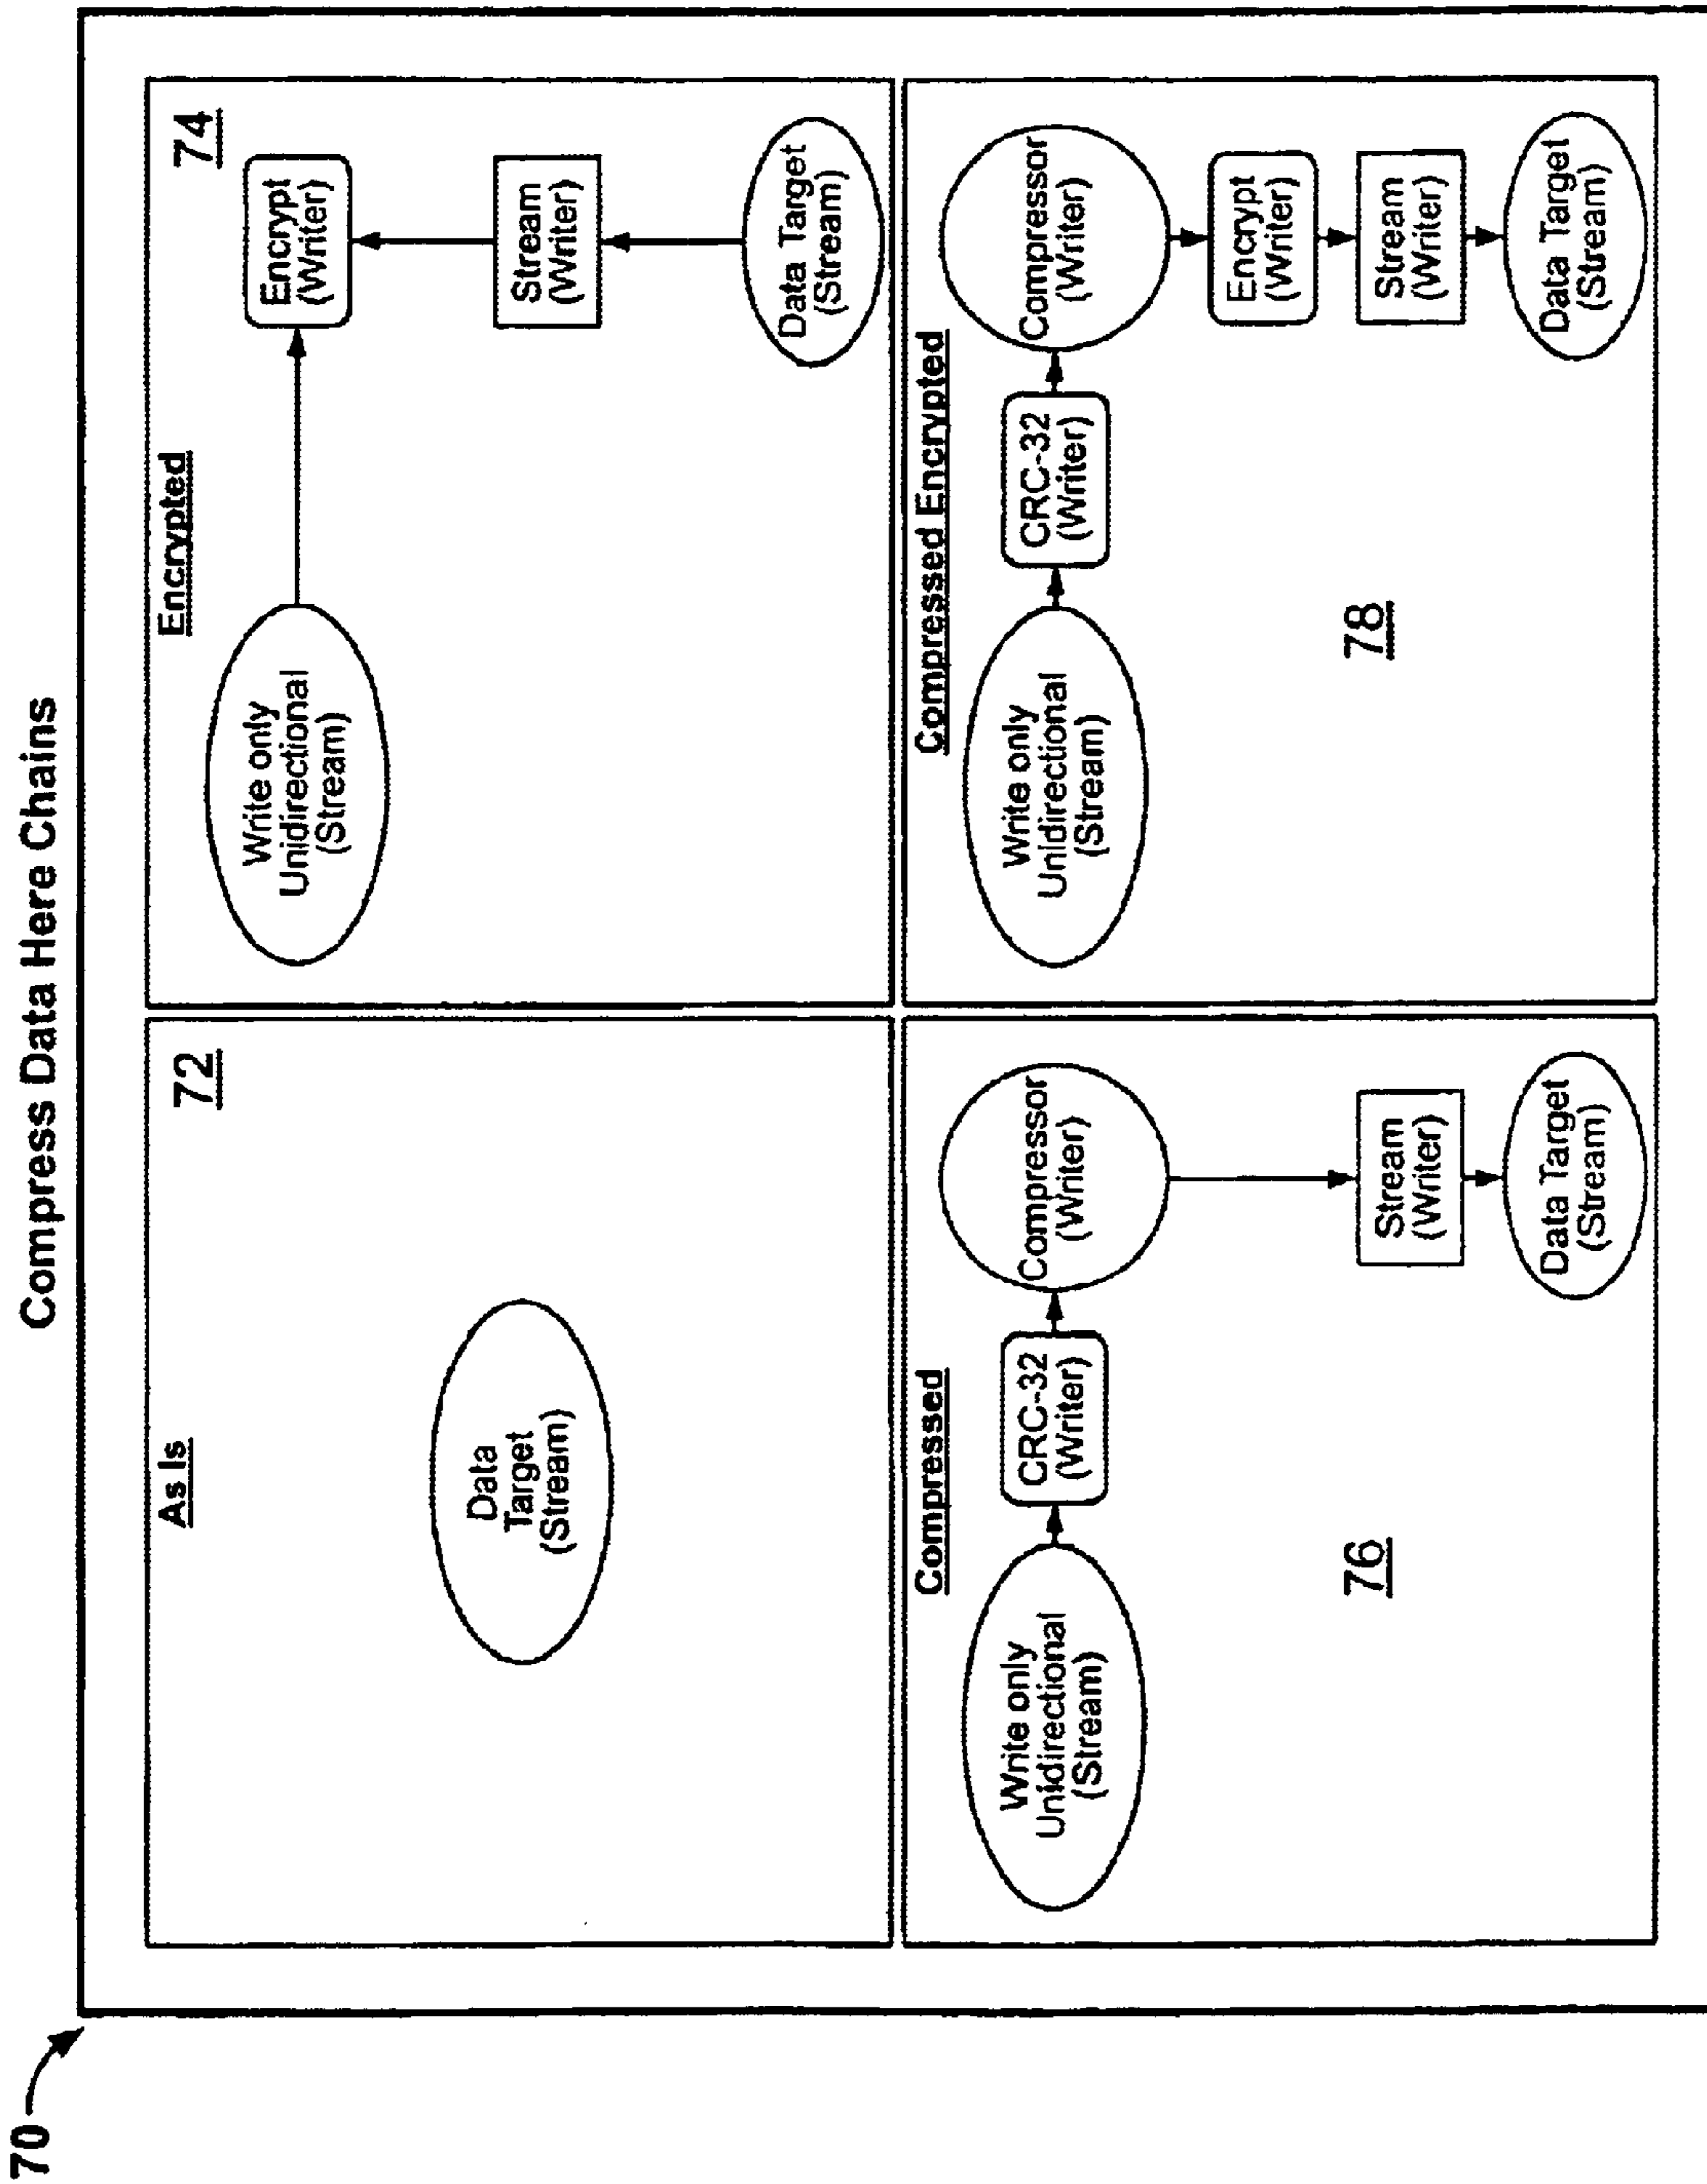 70
Compress Data Here Chains
As Is
72
Data
Target
(Stream)
Encrypted
74
Write only
Unidirectional
(Stream)
Encrypt
(Writer)
Stream
(Writer)
Data Target
(Stream)
Compressed
Write only
Unidirectional
(Stream)
CRC-32
(Writer)
Compressor
(Writer)
Stream
(Writer)
Data Target
(Stream)
76
Compressed Encrypted
Write only
Unidirectional
(Stream)
CRC-32
(Writer)
Compressor
(Writer)
Encrypt
(Writer)
Stream
(Writer)
Data Target
(Stream)
78